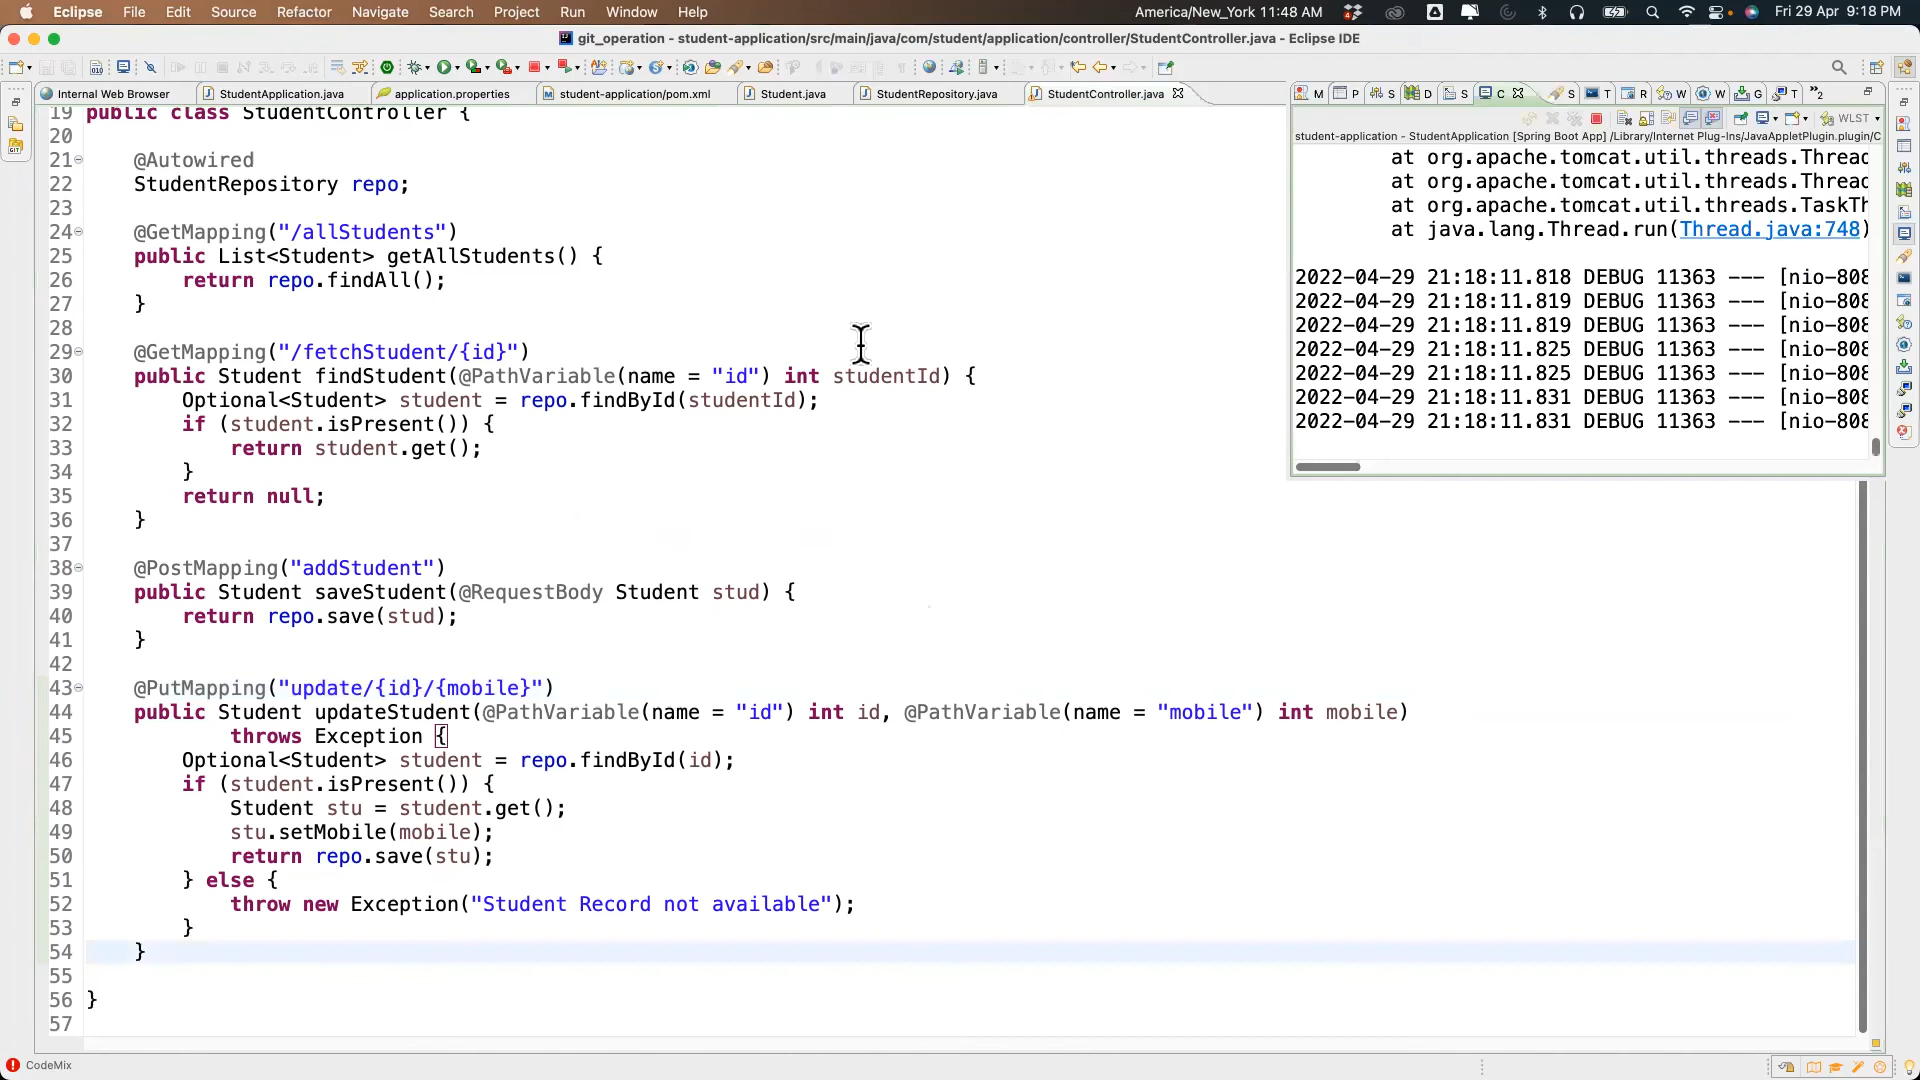 Eclipse File Edit Source Refactor Navigate Search Project Run Window Help America/New_York 11:48 AM Fri 29 Apr 9:18 PM
git_operation - student-application/src/main/java/com/student/application/controller/StudentController.java - Eclipse IDE
Internal Web Browser StudentApplication.java application.properties student-application/pom.xml Student.java StudentRepository.java StudentController.java
19 public class StudentController {
20
21 @Autowired
22 StudentRepository repo;
23
24 @GetMapping("/allStudents")
25 public List<Student> getAllStudents() {
26 return repo.findAll();
27 }
28
29 @GetMapping("/fetchStudent/{id}")
30 public Student findStudent(@PathVariable(name = "id") int studentId) {
31 Optional<Student> student = repo.findById(studentId);
32 if (student.isPresent()) {
33 return student.get();
34 }
35 return null;
36 }
37
38 @PostMapping("addStudent")
39 public Student saveStudent(@RequestBody Student stud) {
40 return repo.save(stud);
41 }
42
43 @PutMapping("update/{id}/{mobile}")
44 public Student updateStudent(@PathVariable(name = "id") int id, @PathVariable(name = "mobile") int mobile)
45 throws Exception {
46 Optional<Student> student = repo.findById(id);
47 if (student.isPresent()) {
48 Student stu = student.get();
49 stu.setMobile(mobile);
50 return repo.save(stu);
51 } else {
52 throw new Exception("Student Record not available");
53 }
54 }
55
56 }
57
M P S D S C S T R W W G T »2
WLST
student-application - StudentApplication [Spring Boot App] /Library/Internet Plug-Ins/JavaAppletPlugin.plugin/C
at org.apache.tomcat.util.threads.Threa
at org.apache.tomcat.util.threads.Threa
at org.apache.tomcat.util.threads.TaskTh
at java.lang.Thread.run(Thread.java:748)
2022-04-29 21:18:11.818 DEBUG 11363 --- [nio-808
2022-04-29 21:18:11.819 DEBUG 11363 --- [nio-808
2022-04-29 21:18:11.819 DEBUG 11363 --- [nio-808
2022-04-29 21:18:11.825 DEBUG 11363 --- [nio-808
2022-04-29 21:18:11.825 DEBUG 11363 --- [nio-808
2022-04-29 21:18:11.831 DEBUG 11363 --- [nio-808
2022-04-29 21:18:11.831 DEBUG 11363 --- [nio-808
CodeMix